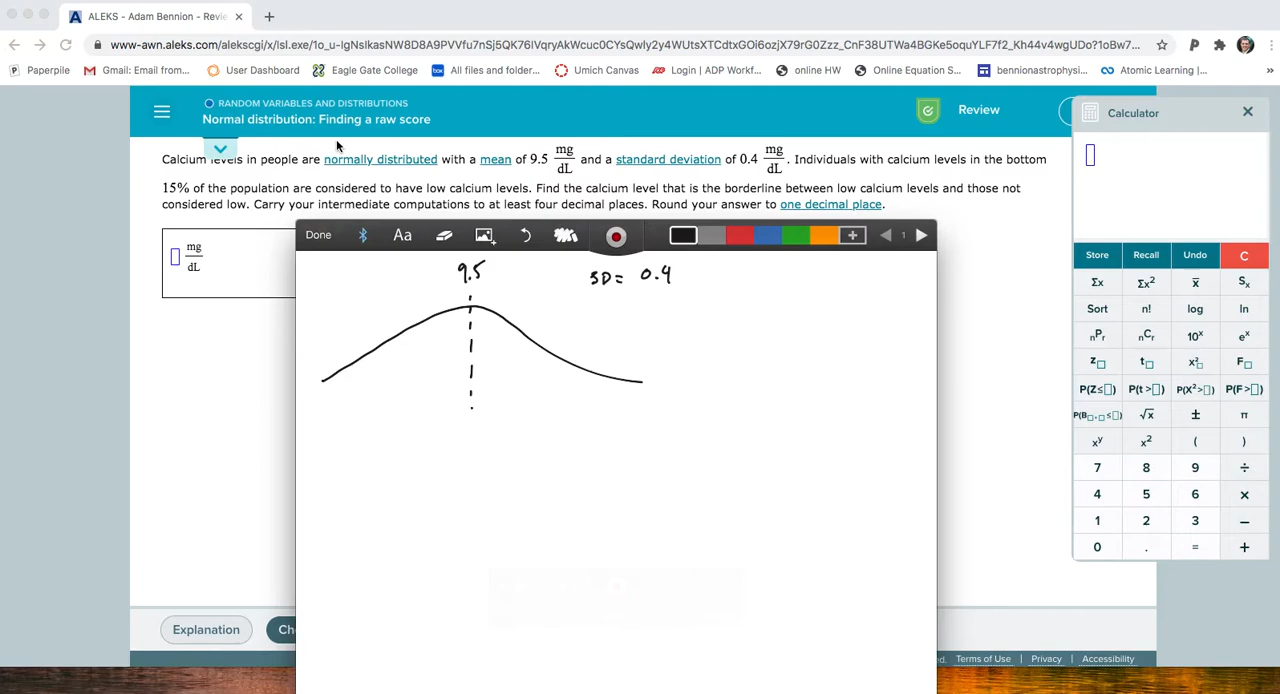 ALEKS - Adam Bennion - Revie
www-awn.aleks.com/alekscgi/x/lsl.exe/1o_u-IgNsIkasNW8D8A9PVVfu7nSj5QK76IVqryAkWcuc0CYsQwIy2y4WUtsXTCdtxGOi6ozjX79rG0Zzz_CnF38UTWa4BGKe5oquYLF7f2_Kh44v4wgUDo?1oBw7...
Paperpile Gmail: Email from... User Dashboard Eagle Gate College All files and folder... Umich Canvas Login | ADP Workf... online HW Online Equation S... bennionastrophysi... Atomic Learning |... »
RANDOM VARIABLES AND DISTRIBUTIONS
Normal distribution: Finding a raw score
Review
Calculator
Calcium levels in people are normally distributed with a mean of 9.5 mg/dL and a standard deviation of 0.4 mg/dL. Individuals with calcium levels in the bottom
15% of the population are considered to have low calcium levels. Find the calcium level that is the borderline between low calcium levels and those not
considered low. Carry your intermediate computations to at least four decimal places. Round your answer to one decimal place.
mg
dL
Done Aa 1
9.5 SD= 0.4
Store Recall Undo C
Σx Σx² x̅ Sₓ
Sort n! log ln
nPr nCr 10ˣ eˣ
z t x² F
P(Z≤) P(t>) P(X²>) P(F>)
P(B ≤) √x ± π
xʸ x² ( )
7 8 9 ÷
4 5 6 ×
1 2 3 −
0 . = +
Explanation Che
ed. Terms of Use | Privacy | Accessibility